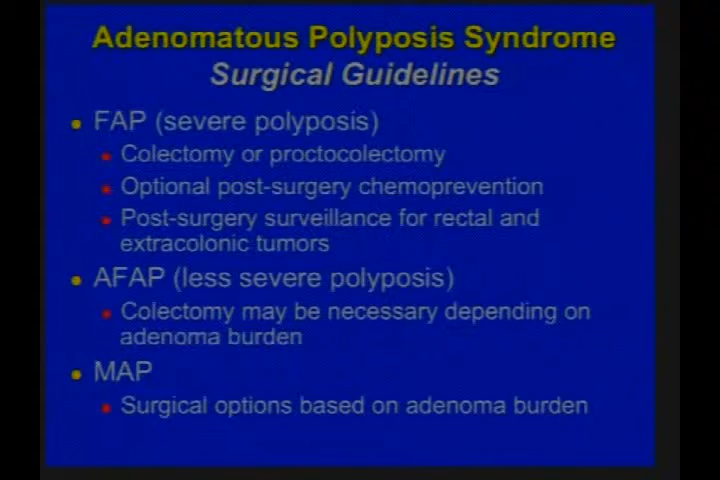 Adenomatous Polyposis Syndrome
Surgical Guidelines
• FAP (severe polyposis)
• Colectomy or proctocolectomy
• Optional post-surgery chemoprevention
• Post-surgery surveillance for rectal and
extracolonic tumors
• AFAP (less severe polyposis)
• Colectomy may be necessary depending on
adenoma burden
• MAP
• Surgical options based on adenoma burden